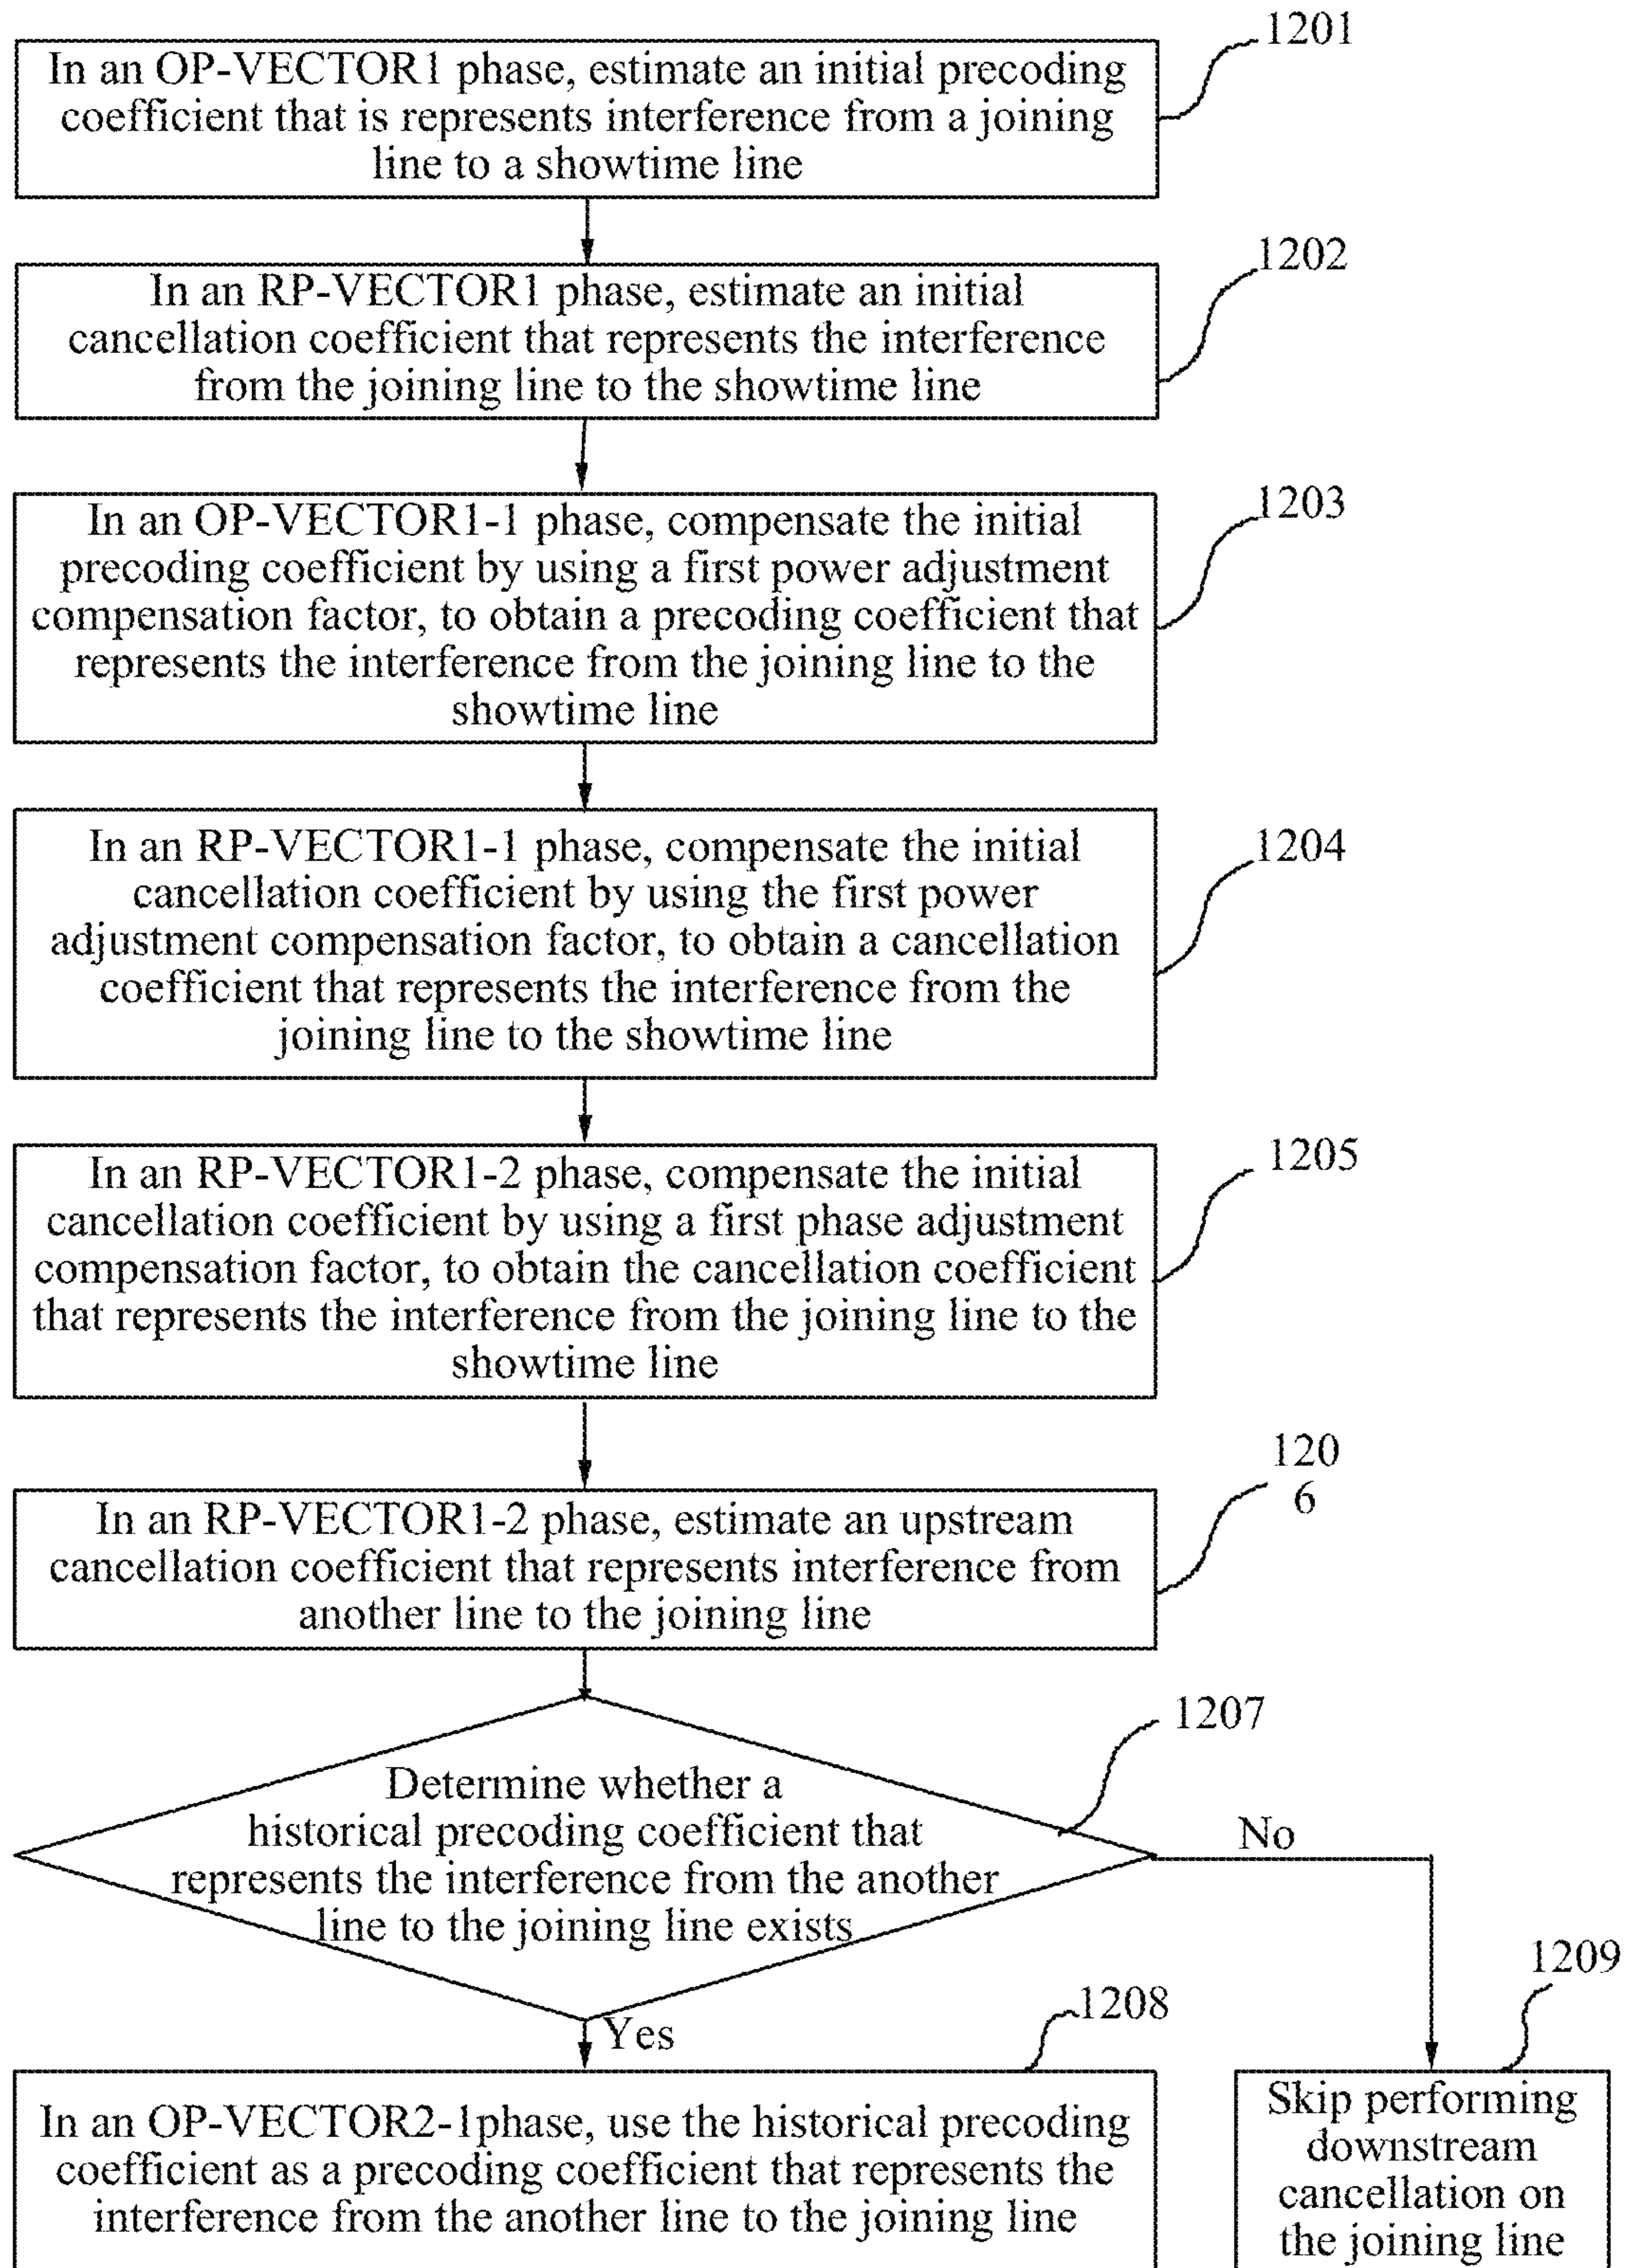 1201
In an OP-VECTOR1 phase, estimate an initial precoding
coefficient that is represents interference from a joining
line to a showtime line
1202
In an RP-VECTOR1 phase, estimate an initial
cancellation coefficient that represents the interference
from the joining line to the showtime line
1203
In an OP-VECTOR1-1 phase, compensate the initial
precoding coefficient by using a first power adjustment
compensation factor, to obtain a precoding coefficient that
represents the interference from the joining line to the
showtime line
1204
In an RP-VECTOR1-1 phase, compensate the initial
cancellation coefficient by using the first power
adjustment compensation factor, to obtain a cancellation
coefficient that represents the interference from the
joining line to the showtime line
1205
In an RP-VECTOR1-2 phase, compensate the initial
cancellation coefficient by using a first phase adjustment
compensation factor, to obtain the cancellation coefficient
that represents the interference from the joining line to the
showtime line
120
6
In an RP-VECTOR1-2 phase, estimate an upstream
cancellation coefficient that represents interference from
another line to the joining line
1207
Determine whether a
historical precoding coefficient that
represents the interference from the another
line to the joining line exists
No
Yes
1208
In an OP-VECTOR2-1phase, use the historical precoding
coefficient as a precoding coefficient that represents the
interference from the another line to the joining line
1209
Skip performing
downstream
cancellation on
the joining line